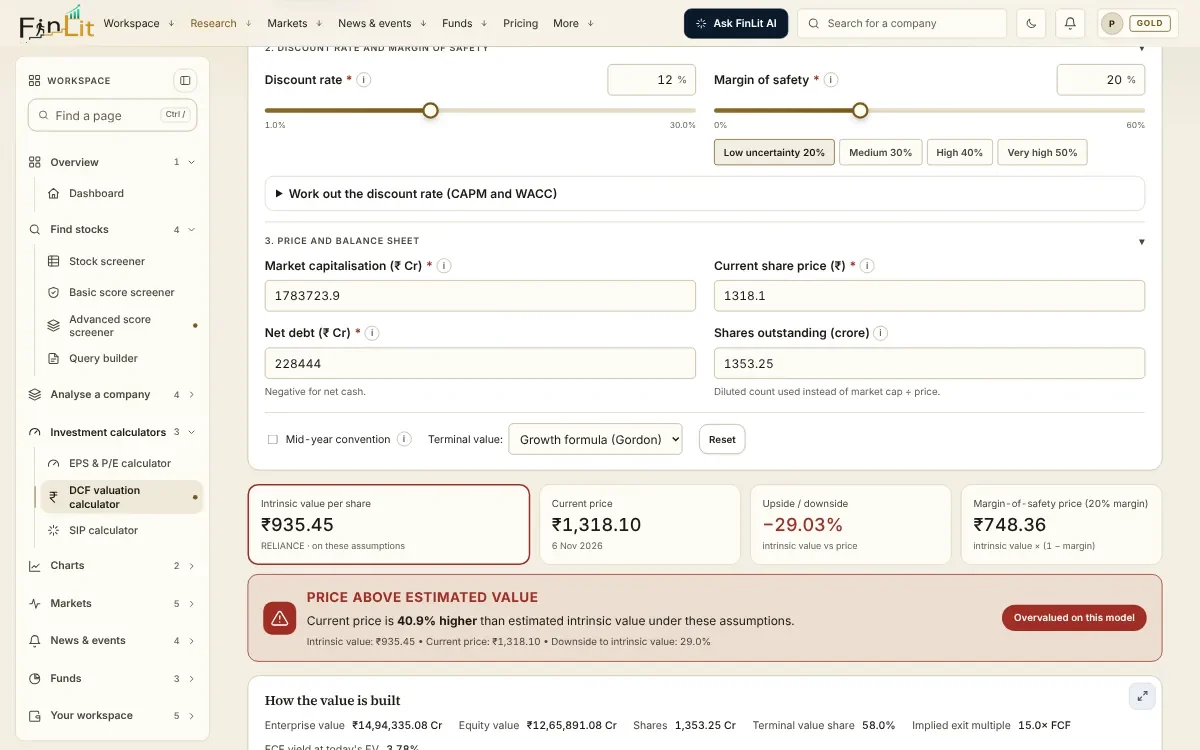 FinLit
Workspace
Research
Markets
News & events
Funds
Pricing
More
Ask FinLit AI
Search for a company
P
GOLD
WORKSPACE
Find a page
Ctrl /
Overview 1
Dashboard
Find stocks 4
Stock screener
Basic score screener
Advanced score
screener
Query builder
Analyse a company 4
Investment calculators 3
EPS & P/E calculator
DCF valuation
calculator
SIP calculator
Charts 2
Markets 5
News & events 4
Funds 3
Your workspace 5
2. DISCOUNT RATE AND MARGIN OF SAFETY
Discount rate * i
12 %
1.0% 30.0%
Margin of safety * i
20 %
0% 60%
Low uncertainty 20%
Medium 30%
High 40%
Very high 50%
Work out the discount rate (CAPM and WACC)
3. PRICE AND BALANCE SHEET
Market capitalisation (₹ Cr) * i
1783723.9
Current share price (₹) * i
1318.1
Net debt (₹ Cr) * i
228444
Negative for net cash.
Shares outstanding (crore) i
1353.25
Diluted count used instead of market cap ÷ price.
Mid-year convention i
Terminal value: Growth formula (Gordon)
Reset
Intrinsic value per share
₹935.45
RELIANCE · on these assumptions
Current price
₹1,318.10
6 Nov 2026
Upside / downside
−29.03%
intrinsic value vs price
Margin-of-safety price (20% margin)
₹748.36
intrinsic value × (1 − margin)
PRICE ABOVE ESTIMATED VALUE
Current price is 40.9% higher than estimated intrinsic value under these assumptions.
Intrinsic value: ₹935.45 • Current price: ₹1,318.10 • Downside to intrinsic value: 29.0%
Overvalued on this model
How the value is built
Enterprise value ₹14,94,335.08 Cr Equity value ₹12,65,891.08 Cr Shares 1,353.25 Cr Terminal value share 58.0% Implied exit multiple 15.0× FCF
FCF yield at today's EV 3.78%